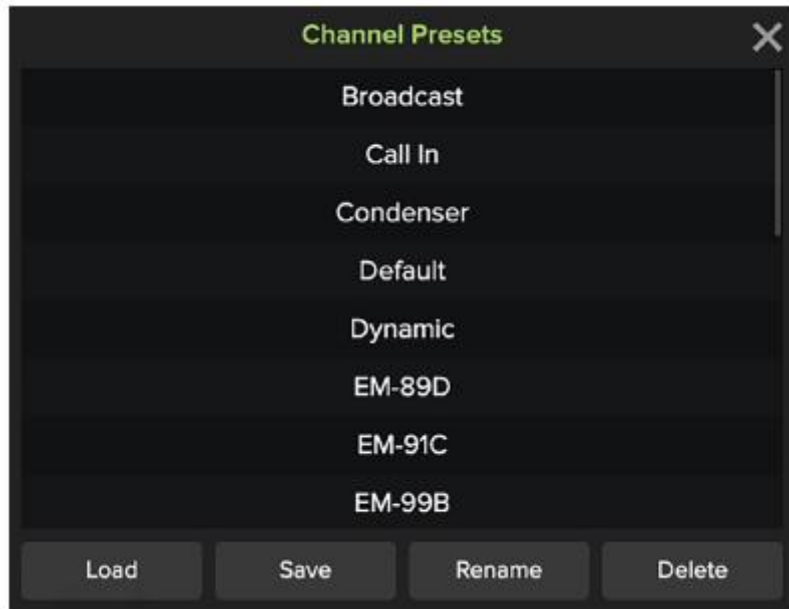 Channel Presets
Broadcast
Call In
Condenser
Default
Dynamic
EM-89D
EM-91C
EM-99B
Load Save Rename Delete